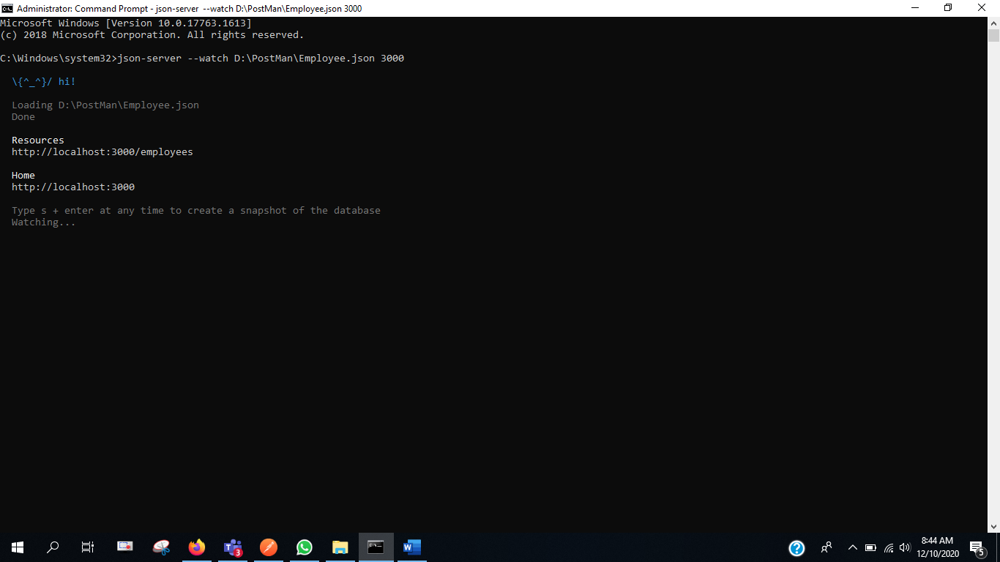 Administrator: Command Prompt - json-server --watch D:\PostMan\Employee.json 3000
Microsoft Windows [Version 10.0.17763.1613]
(c) 2018 Microsoft Corporation. All rights reserved.
C:\Windows\system32>json-server --watch D:\PostMan\Employee.json 3000
\{^_^}/ hi!
Loading D:\PostMan\Employee.json
Done
Resources
http://localhost:3000/employees
Home
http://localhost:3000
Type s + enter at any time to create a snapshot of the database
Watching...
3
8:44 AM
12/10/2020
5